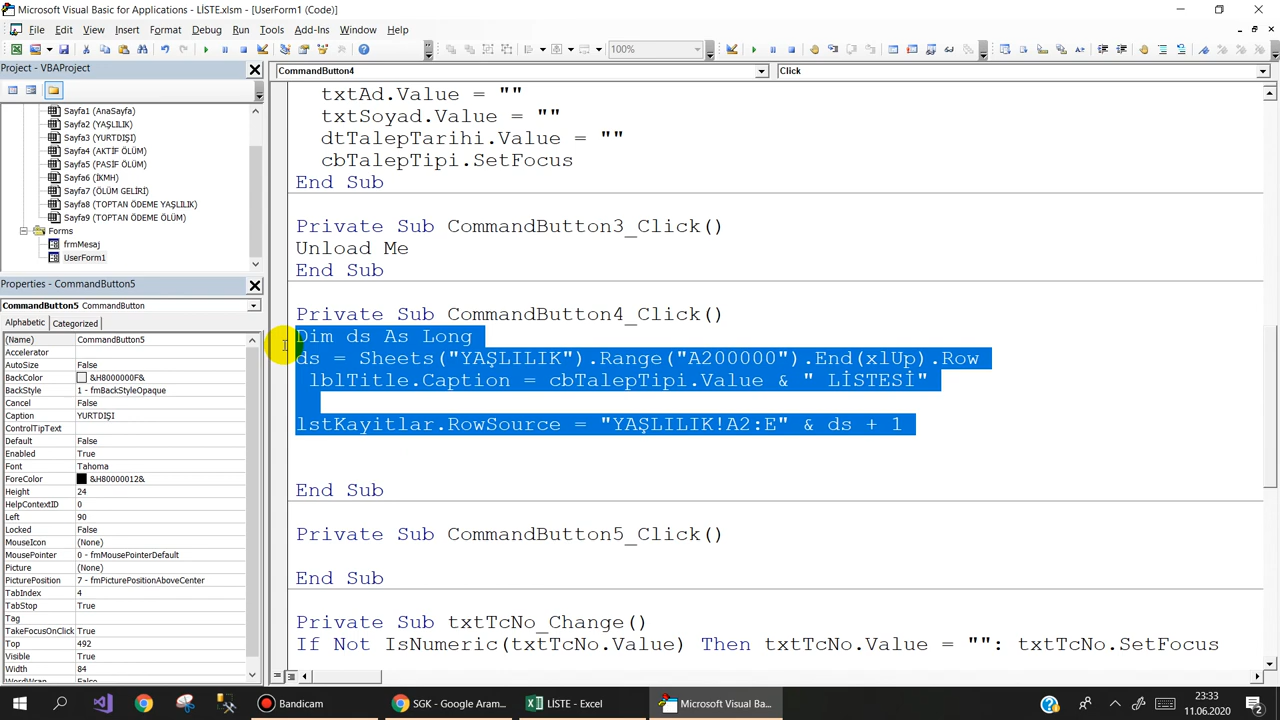 Microsoft Visual Basic for Applications - LİSTE.xlsm - [UserForm1 (Code)]
File Edit View Insert Format Debug Run Tools Add-Ins Window Help
100%
Project - VBAProject
CommandButton4 Click
Sayfa1 (AnaSayfa)
Sayfa2 (YAŞLILIK)
Sayfa3 (YURTDIŞI)
Sayfa4 (AKTİF ÖLÜM)
Sayfa5 (PASİF ÖLÜM)
Sayfa6 (İKMH)
Sayfa7 (ÖLÜM GELİRİ)
Sayfa8 (TOPTAN ÖDEME YAŞLILIK)
Sayfa9 (TOPTAN ÖDEME ÖLÜM)
Forms
frmMesaj
UserForm1
Properties - CommandButton5
CommandButton5 CommandButton
Alphabetic Categorized
(Name) CommandButton5
Accelerator
AutoSize False
BackColor &H8000000F&
BackStyle 1 - fmBackStyleOpaque
Cancel False
Caption YURTDIŞI
ControlTipText
Default False
Enabled True
Font Tahoma
ForeColor &H80000012&
Height 24
HelpContextID 0
Left 90
Locked False
MouseIcon (None)
MousePointer 0 - fmMousePointerDefault
Picture (None)
PicturePosition 7 - fmPicturePositionAboveCenter
TabIndex 4
TabStop True
Tag
TakeFocusOnClick True
Top 492
Visible True
Width 84
WordWrap False
txtAd.Value = ""
txtSoyad.Value = ""
dtTalepTarihi.Value = ""
cbTalepTipi.SetFocus
End Sub
Private Sub CommandButton3_Click()
Unload Me
End Sub
Private Sub CommandButton4_Click()
Dim ds As Long
ds = Sheets("YAŞLILIK").Range("A200000").End(xlUp).Row
lblTitle.Caption = cbTalepTipi.Value & " LİSTESİ"
lstKayitlar.RowSource = "YAŞLILIK!A2:E" & ds + 1
End Sub
Private Sub CommandButton5_Click()
End Sub
Private Sub txtTcNo_Change()
If Not IsNumeric(txtTcNo.Value) Then txtTcNo.Value = "": txtTcNo.SetFocus
Bandicam
SGK - Google Aram...
LİSTE - Excel
Microsoft Visual Ba...
23:33
11.06.2020
2